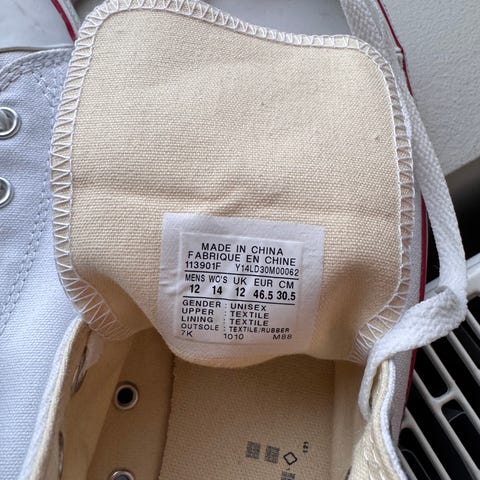 MADE IN CHINA
FABRIQUE EN CHINE
113901F Y14LD30M00062
MENS WO'S UK EUR CM
12 14 12 46.5 30.5
GENDER : UNISEX
UPPER : TEXTILE
LINING : TEXTILE
OUTSOLE : TEXTILE/RUBBER
7K 1010 M88